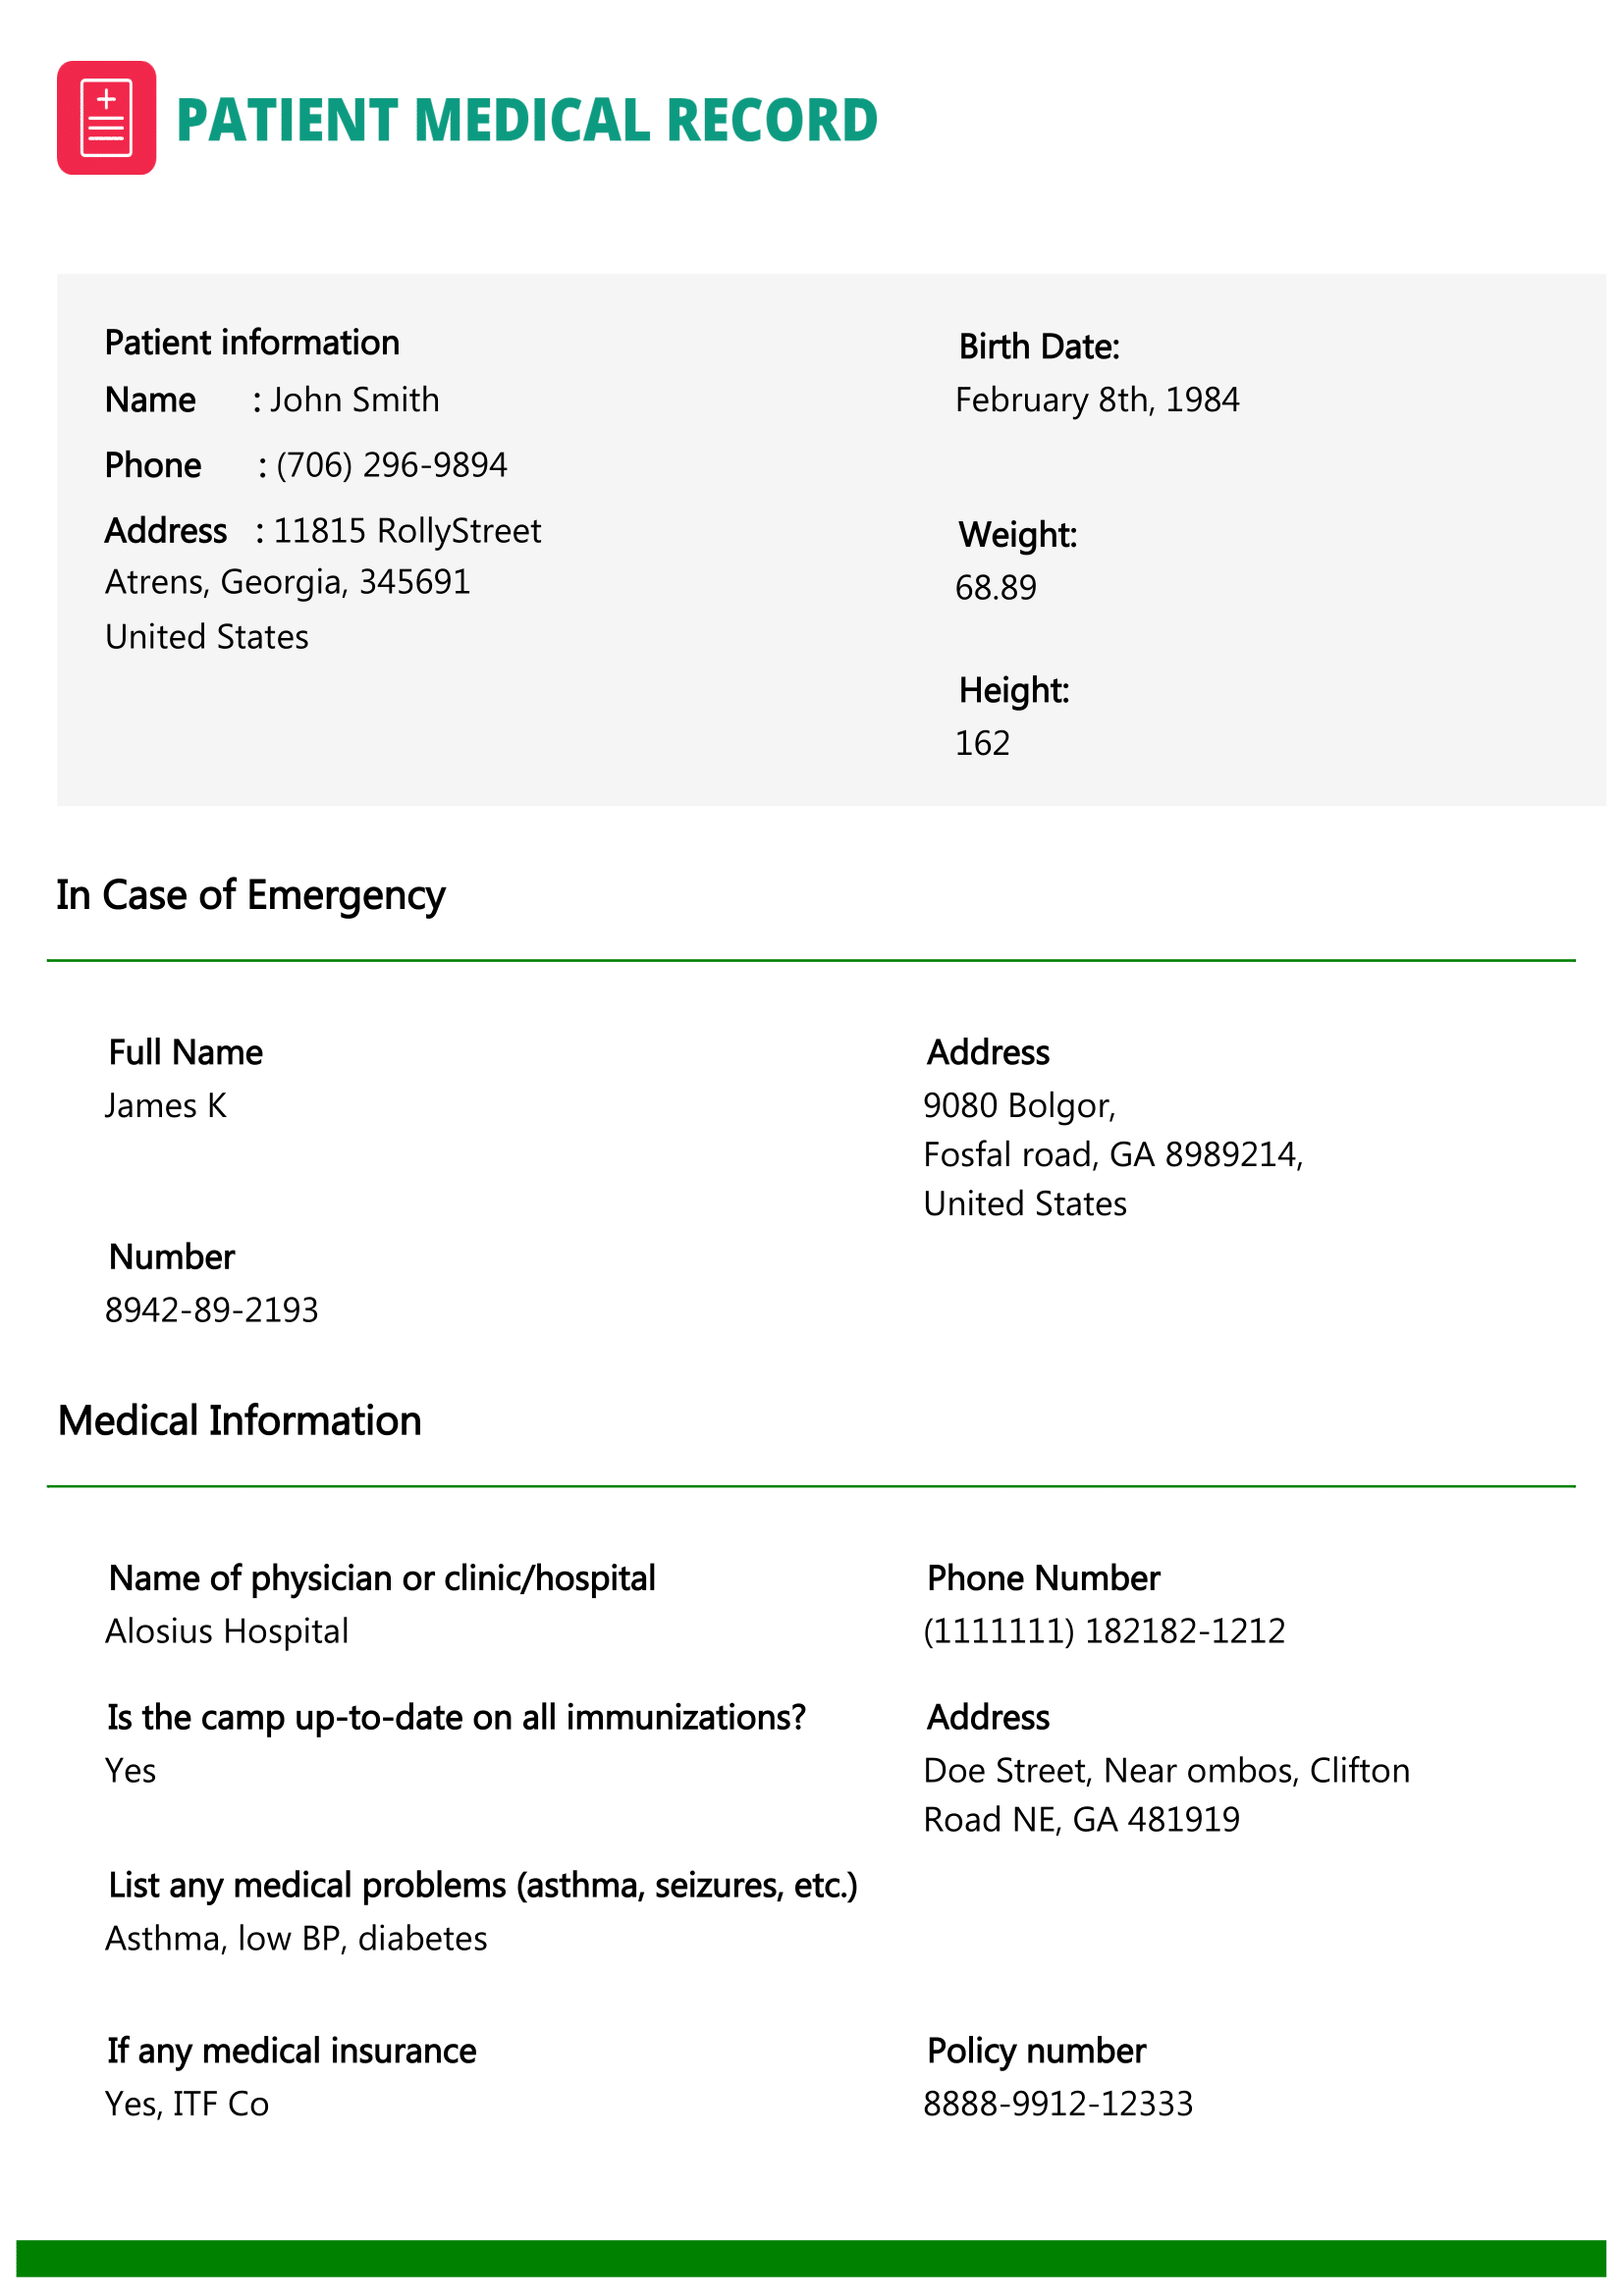 PATIENT MEDICAL RECORD
Patient information
Name : John Smith
Phone : (706) 296-9894
Address : 11815 RollyStreet
Atrens, Georgia, 345691
United States
Birth Date:
February 8th, 1984
Weight:
68.89
Height:
162
In Case of Emergency
Full Name
James K
Address
9080 Bolgor,
Fosfal road, GA 8989214,
United States
Number
8942-89-2193
Medical Information
Name of physician or clinic/hospital
Alosius Hospital
Phone Number
(1111111) 182182-1212
Is the camp up-to-date on all immunizations?
Yes
Address
Doe Street, Near ombos, Clifton
Road NE, GA 481919
List any medical problems (asthma, seizures, etc.)
Asthma, low BP, diabetes
If any medical insurance
Yes, ITF Co
Policy number
8888-9912-12333